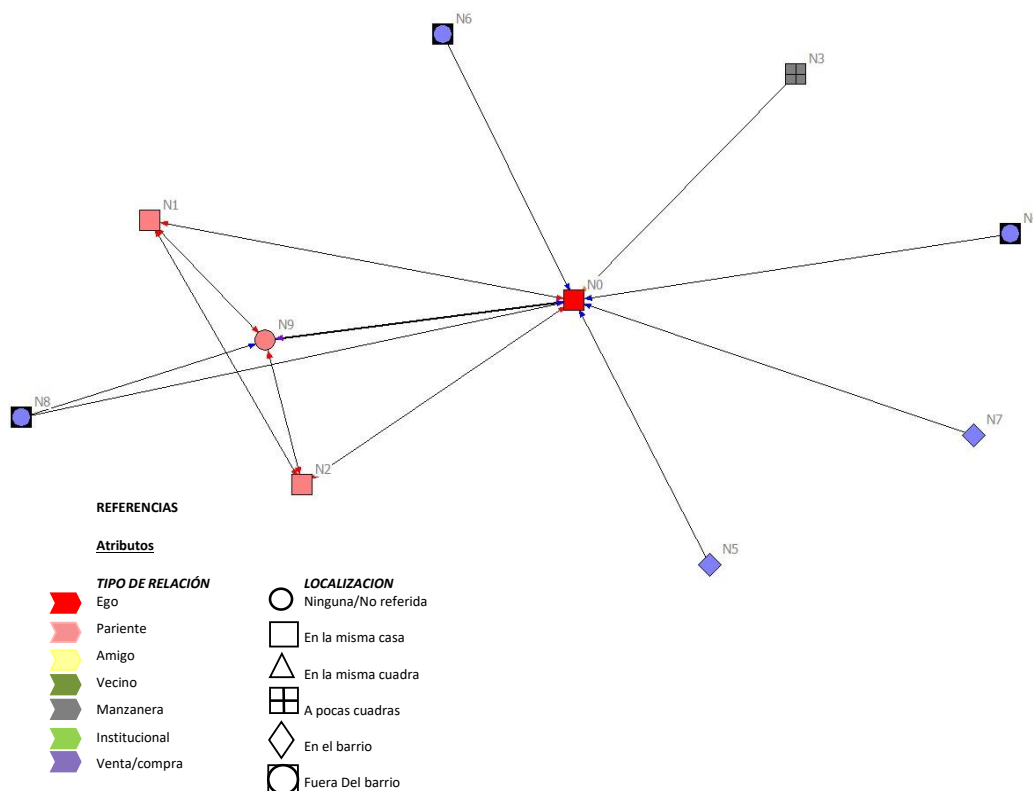 N6
N3
N1
N
N0
N9
N8
N7
N2
N5
REFERENCIAS
Atributos
TIPO DE RELACIÓN
LOCALIZACION
Ego
Ninguna/No referida
Pariente
En la misma casa
Amigo
En la misma cuadra
Vecino
Manzanera
A pocas cuadras
Institucional
En el barrio
Venta/compra
Fuera Del barrio